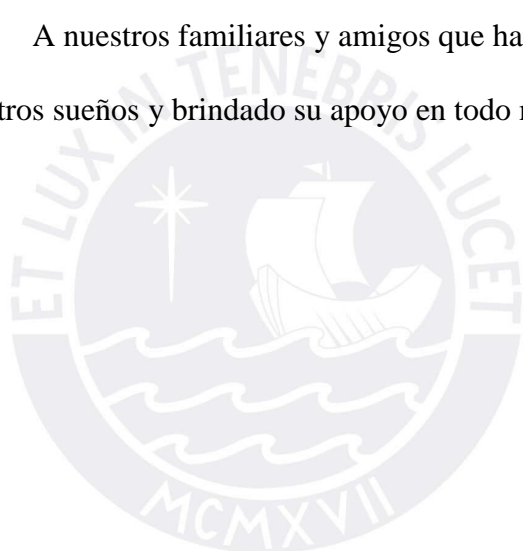 A nuestros familiares y amigos que ha
tros sueños y brindado su apoyo en todo
ET LUX IN TENEBRIS LUCET
MCMXVII